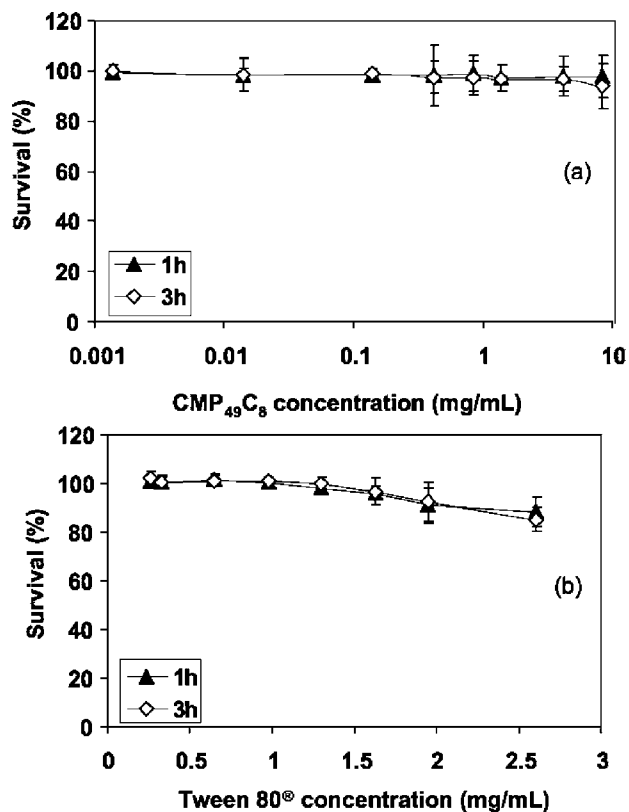 120
100
80
60
40
20
0
Survival (%)
(a)
1h
3h
0.001 0.01 0.1 1 10
CMP₄₉C₈ concentration (mg/mL)
120
100
80
60
40
20
0
Survival (%)
(b)
1h
3h
0 0.5 1 1.5 2 2.5 3
Tween 80® concentration (mg/mL)